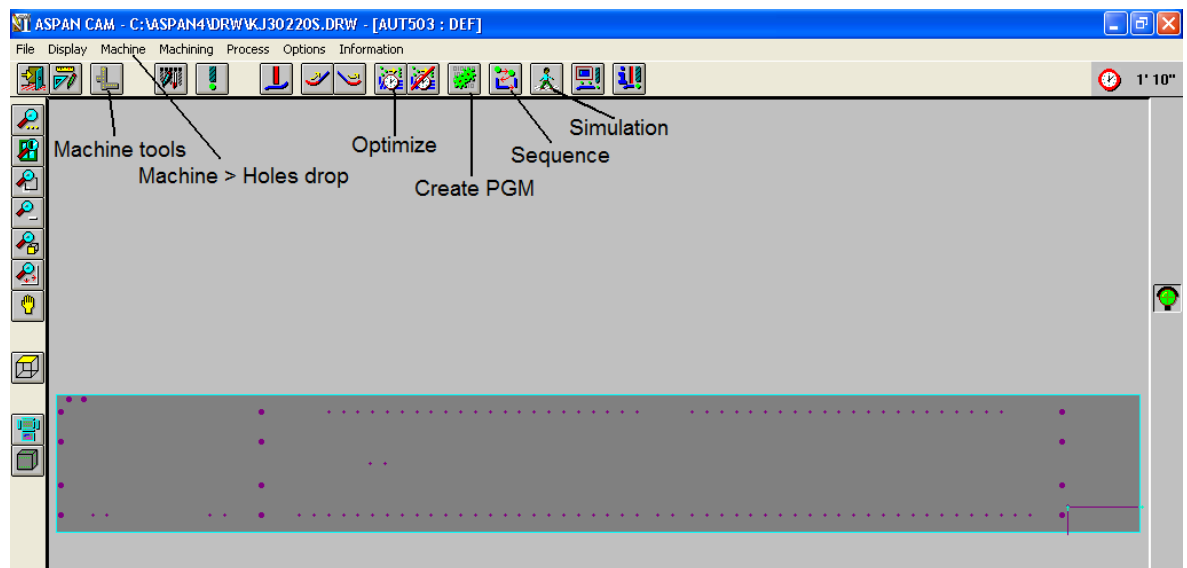 ASPAN CAM - C:\ASPAN4\DRW\KJ30220S.DRW - [AUT503 : DEF]
File Display Machine Machining Process Options Information
1' 10"
Machine tools
Machine > Holes drop
Optimize
Create PGM
Sequence
Simulation